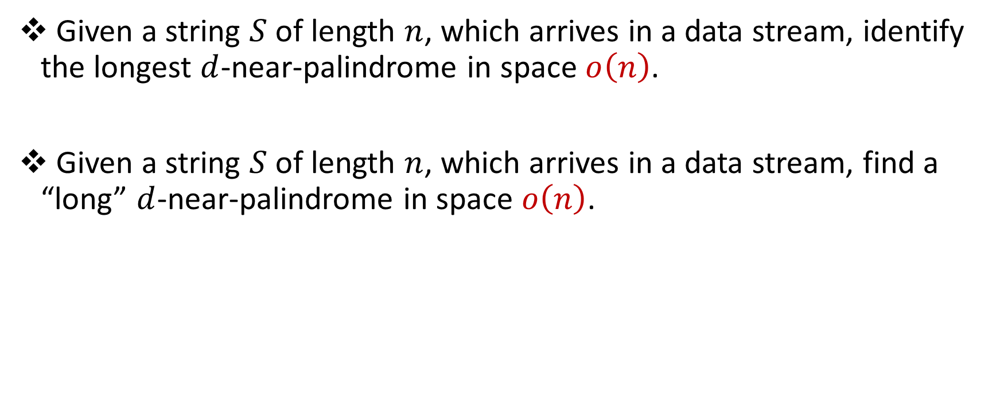 ❖ Given a string S of length n, which arrives in a data stream, identify
the longest d-near-palindrome in space o(n).
❖ Given a string S of length n, which arrives in a data stream, find a
“long” d-near-palindrome in space o(n).